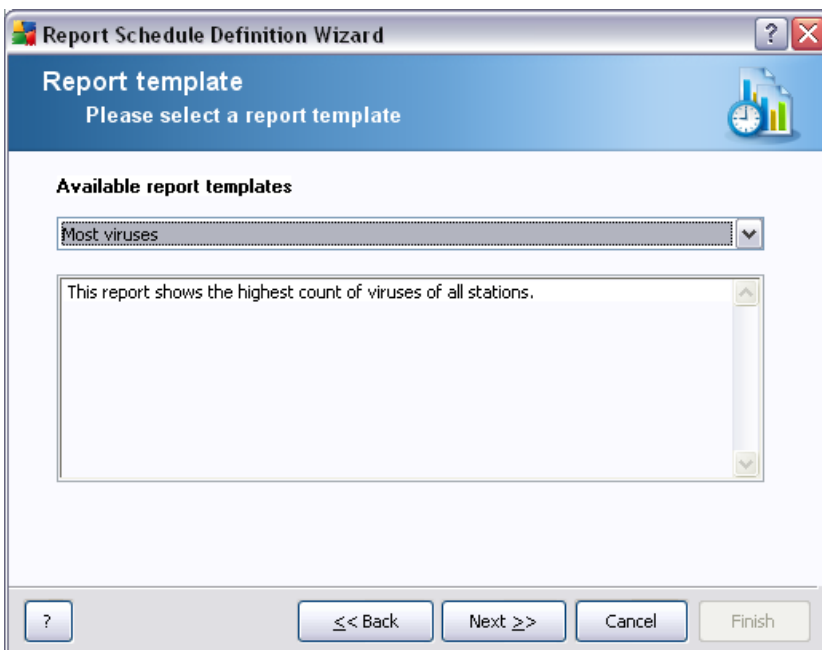 Report Schedule Definition Wizard
?
Report template
Please select a report template
Available report templates
Most viruses
This report shows the highest count of viruses of all stations.
?
<< Back
Next >>
Cancel
Finish